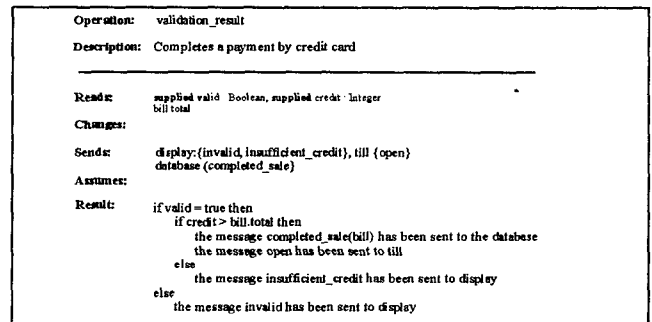 Operation: validation_result
Description: Completes a payment by credit card
Reads: supplied valid Boolean, supplied credit : Integer
bill total
Changes:
Sends: display:{invalid, insufficient_credit}, till {open}
database (completed_sale}
Assumes:
Result: if valid = true then
if credit > bill.total then
the message completed_sale(bill) has been sent to the database
the message open has been sent to till
else
the message insufficient_credit has been sent to display
else
the message invalid has been sent to display